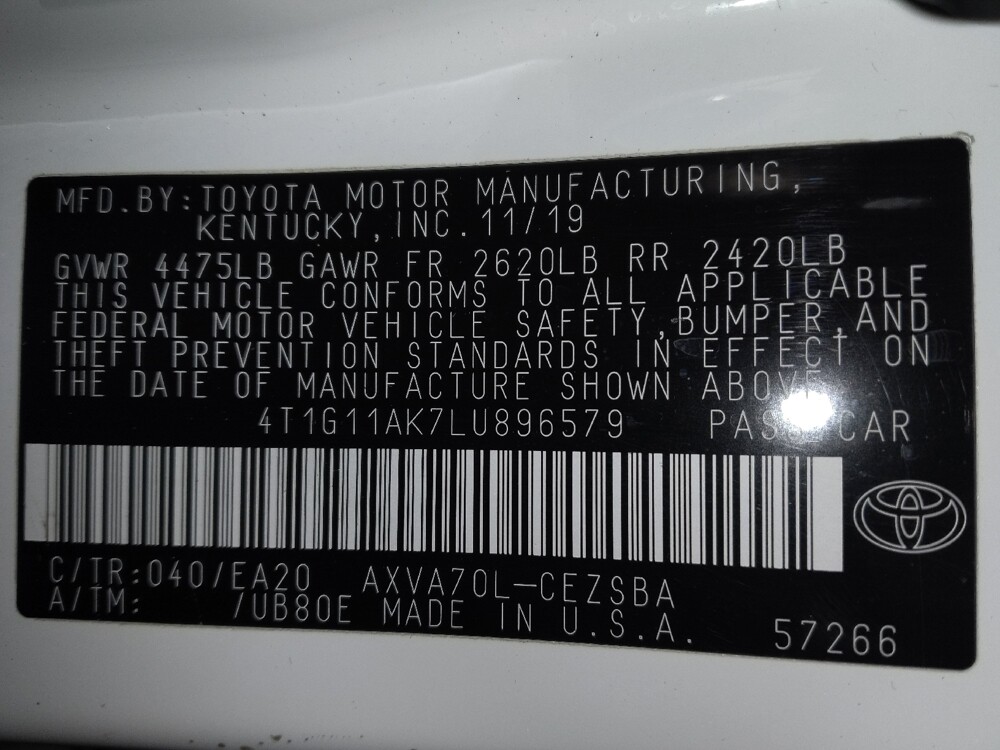 MFD.BY:TOYOTA MOTOR MANUFACTURING,
KENTUCKY,INC.11/19
GVWR 4475LB GAWR FR 2620LB RR 2420LB
THIS VEHICLE CONFORMS TO ALL APPLICABLE
FEDERAL MOTOR VEHICLE SAFETY,BUMPER,AND
THEFT PREVENTION STANDARDS IN EFFECT ON
THE DATE OF MANUFACTURE SHOWN ABOVE
4T1G11AK7LU896579 CAR
C/TR:040/EA20 AXVA70L-CEZSBA
A/TM: /UB80E MADE IN U.S.A. 57266